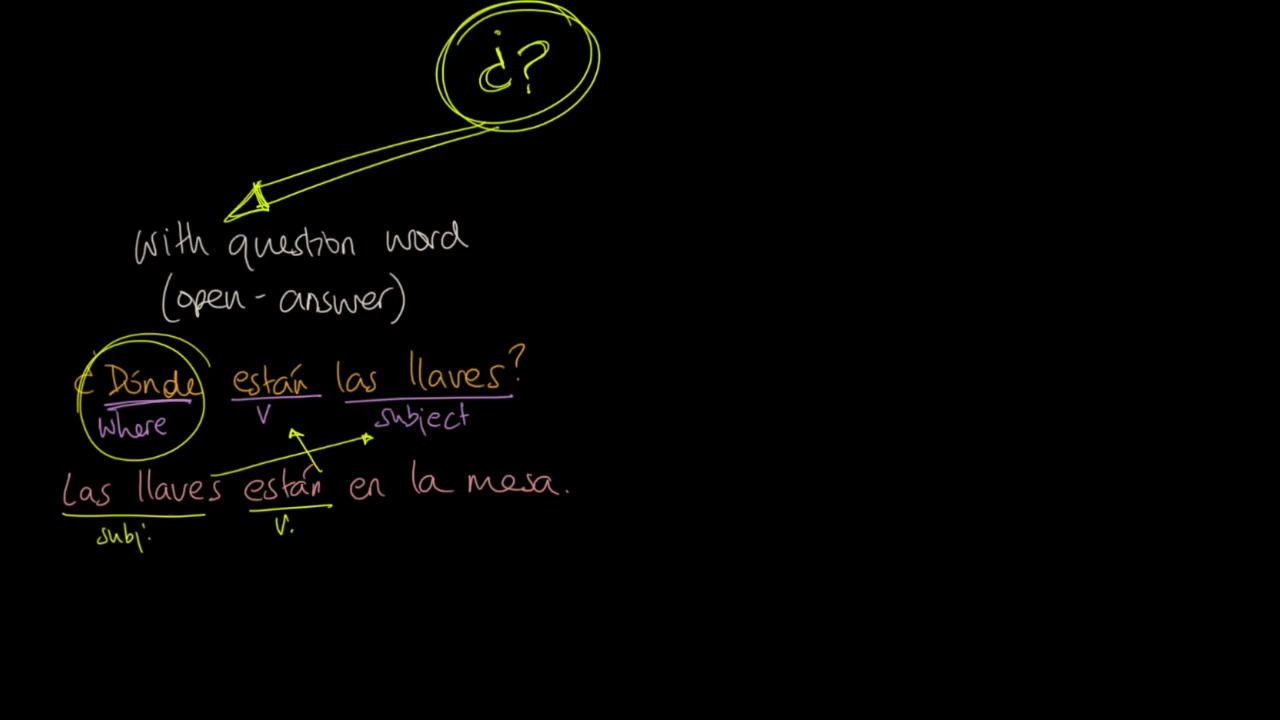 ¿?
with question word
(open-answer)
¿Dónde están las llaves?
where v subject
Las llaves están en la mesa.
subj. v.